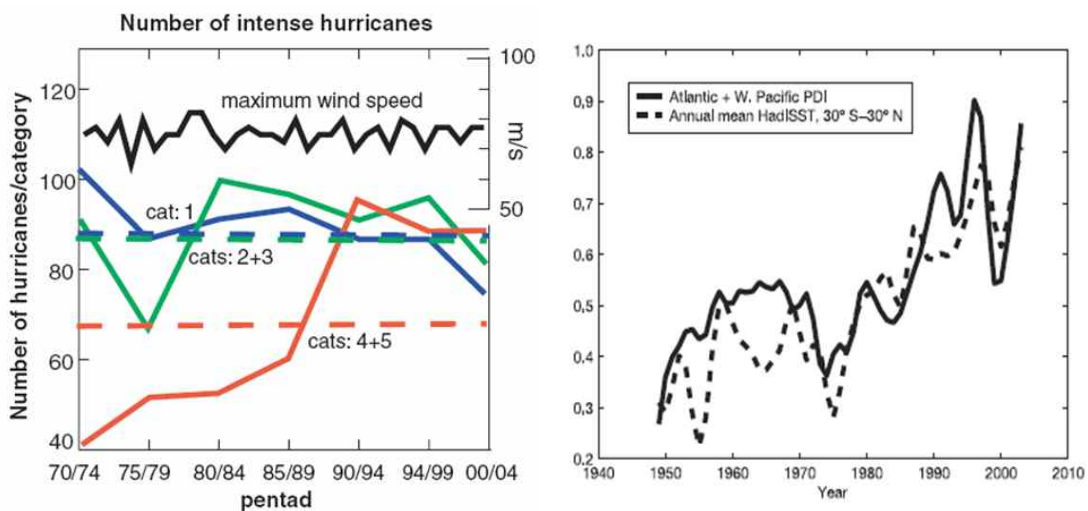 Number of intense hurricanes
Number of hurricanes/category
120
100
80
60
40
maximum wind speed
cat: 1
cats: 2+3
cats: 4+5
100
50
m/s
70/74 75/79 80/84 85/89 90/94 94/99 00/04
pentad
1.0
0,9
0,8
0,7
0,6
0,5
0,4
0,3
0,2
Atlantic + W. Pacific PDI
Annual mean HadISST, 30° S–30° N
1940 1950 1960 1970 1980 1990 2000 2010
Year